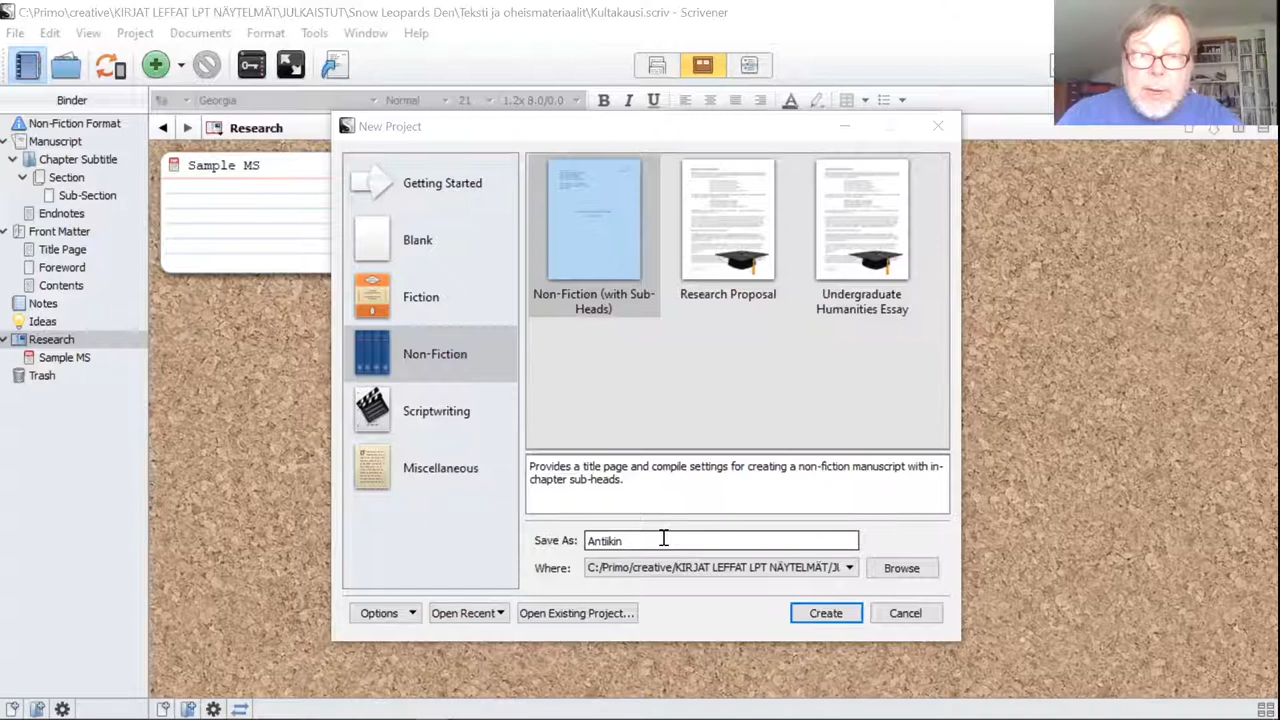 C:\Primo\creative\KIRJAT LEFFAT LPT NÄYTELMÄ\JULKAISTUT\Snow Leopards Den\Teksti ja oheismateriaalit\Kultakausi.scriv - Scrivener
File Edit View Project Documents Format Tools Window Help
Binder
Georgia Normal 21 1.2x 8.0/0.0 B I U A
Non-Fiction Format
Manuscript
Chapter Subtitle
Section
Sub-Section
Endnotes
Front Matter
Title Page
Foreword
Contents
Notes
Ideas
Research
Sample MS
Trash
Research
Sample MS
New Project
Getting Started
Blank
Fiction
Non-Fiction
Scriptwriting
Miscellaneous
Non-Fiction (with Sub-
Heads)
Research Proposal
Undergraduate
Humanities Essay
Provides a title page and compile settings for creating a non-fiction manuscript with in-
chapter sub-heads.
Save As: Antiikin
Where: C:/Primo/creative/KIRJAT LEFFAT LPT NÄYTELMÄT/JU
Browse
Options Open Recent Open Existing Project... Create Cancel